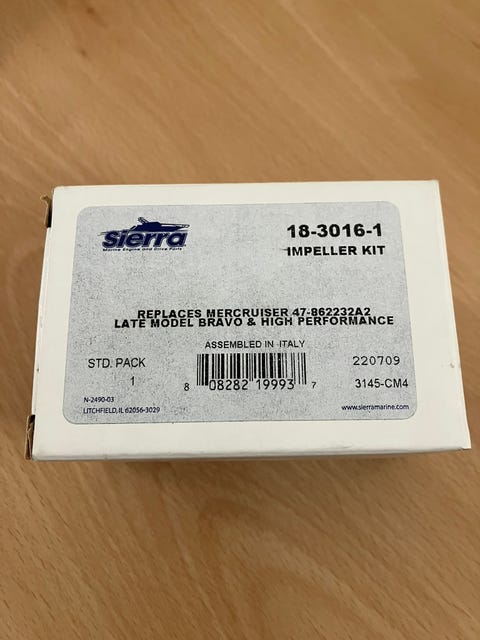 sierra
Marine Engine and Drive Parts
18-3016-1
IMPELLER KIT
REPLACES MERCRUISER 47-862232A2
LATE MODEL BRAVO & HIGH PERFORMANCE
ASSEMBLED IN ITALY
STD. PACK
1
8 08282 19993 7
220709
3145-CM4
N-2490-03
LITCHFIELD, IL 62056-3029
www.sierramarine.com